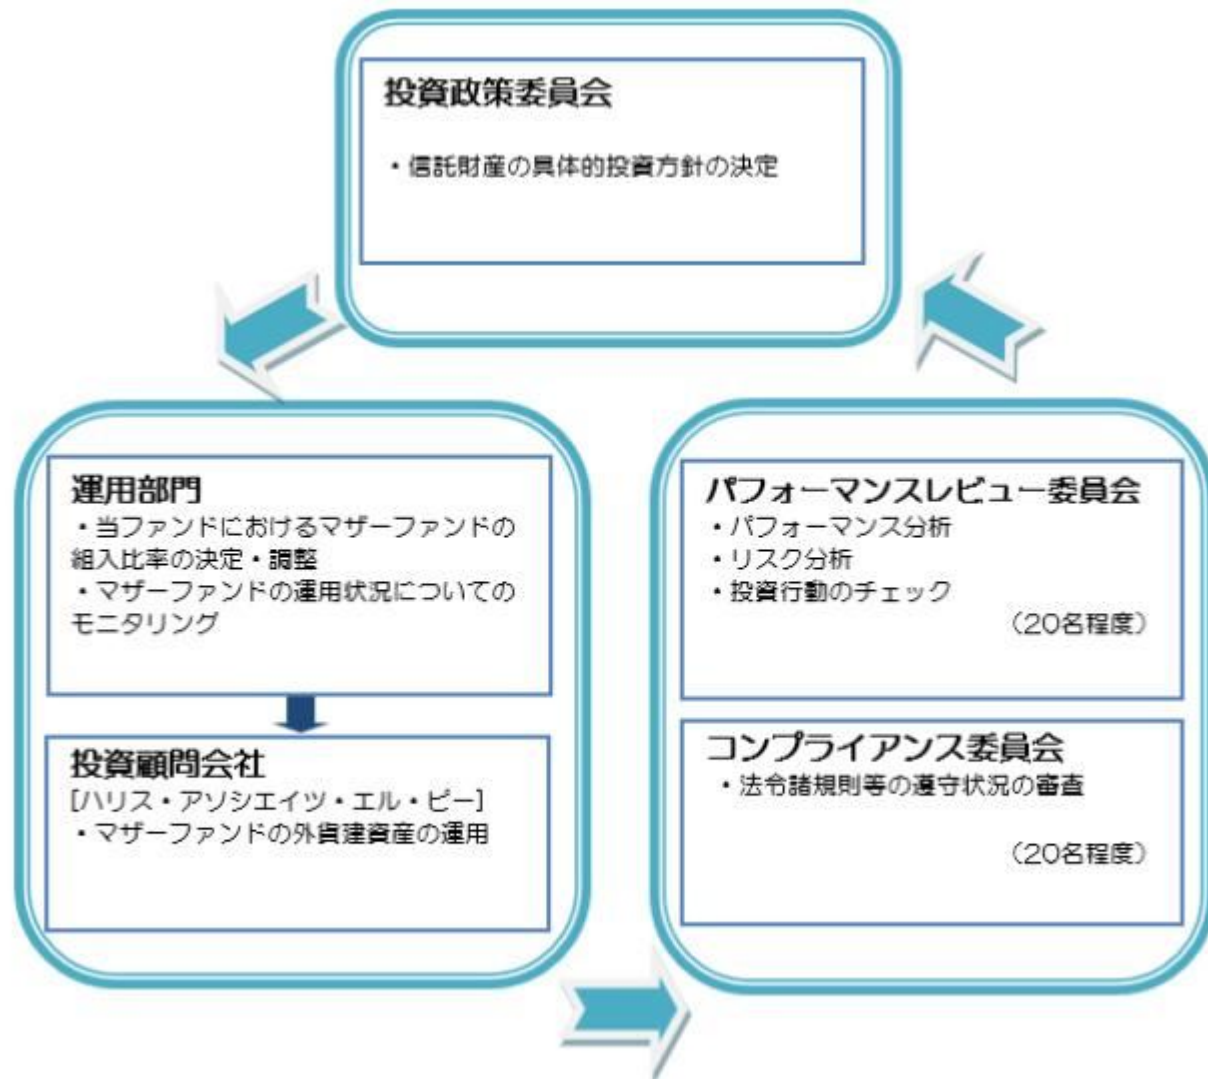 投資政策委員会
・信託財産の具体的投資方針の決定
運用部門
・当ファンドにおけるマザーファンドの
組入比率の決定・調整
・マザーファンドの運用状況についての
モニタリング
投資顧問会社
[ハリス・アソシエイツ・エル・ピー]
・マザーファンドの外貨建資産の運用
パフォーマンスレビュー委員会
・パフォーマンス分析
・リスク分析
・投資行動のチェック
（20名程度）
コンプライアンス委員会
・法令諸規則等の遵守状況の審査
（20名程度）